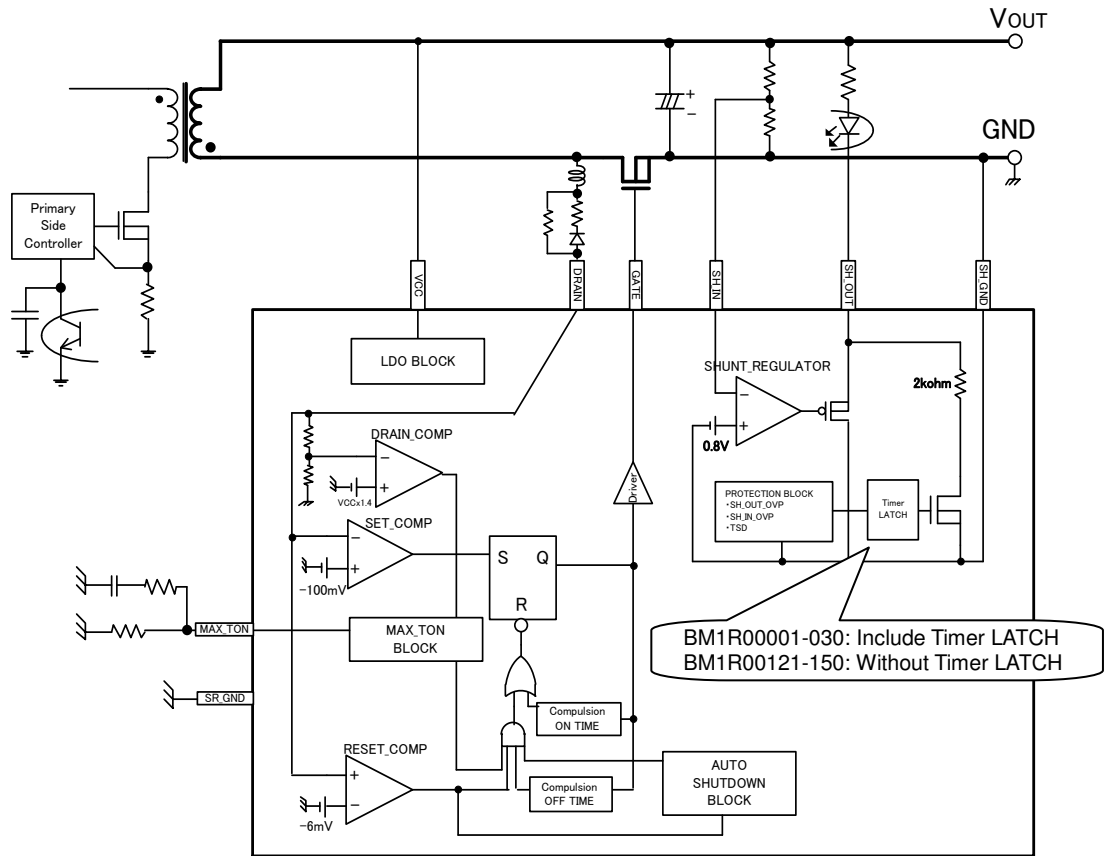 VOUT
GND
Primary
Side
Controller
VCC
DRAIN
GATE
SH_IN
SH_OUT
SH_GND
LDO BLOCK
SHUNT_REGULATOR
2kohm
−
+
0.8V
DRAIN_COMP
−
+
VCCx1.4
Driver
PROTECTION BLOCK
・SH_OUT_OVP
・SH_IN_OVP
・TSD
Timer
LATCH
SET_COMP
−
+
-100mV
S Q
R
MAX_TON
MAX_TON
BLOCK
BM1R00001-030: Include Timer LATCH
BM1R00121-150: Without Timer LATCH
SR_GND
Compulsion
ON TIME
RESET_COMP
+
−
-6mV
Compulsion
OFF TIME
AUTO
SHUTDOWN
BLOCK
+
−